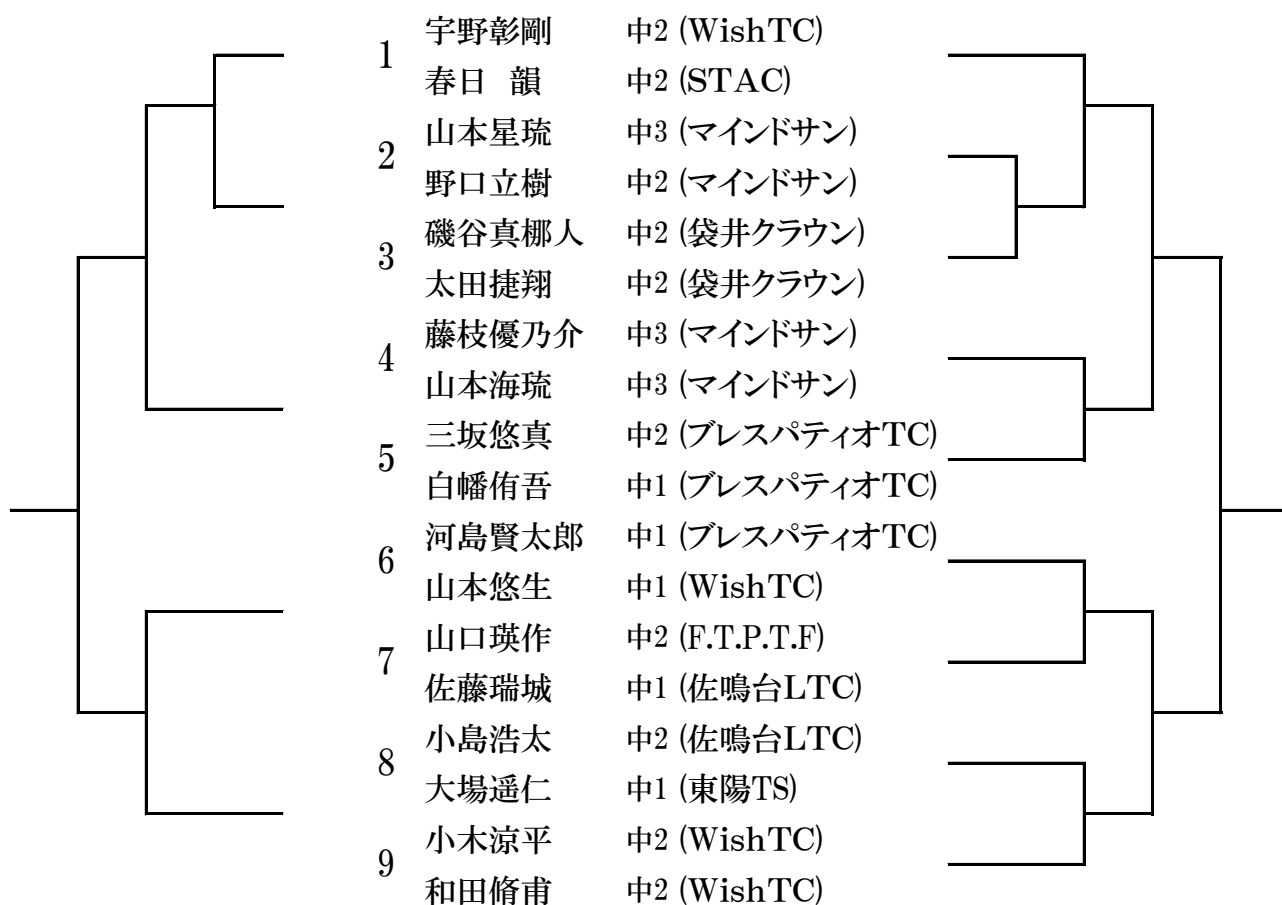 1
宇野彰剛 中2 (WishTC)
春日 韻 中2 (STAC)
2
山本星琉 中3 (マインドサン)
野口立樹 中2 (マインドサン)
3
磯谷真梛人 中2 (袋井クラウン)
太田捷翔 中2 (袋井クラウン)
4
藤枝優乃介 中3 (マインドサン)
山本海琉 中3 (マインドサン)
5
三坂悠真 中2 (ブレスパティオTC)
白幡侑吾 中1 (ブレスパティオTC)
6
河島賢太郎 中1 (ブレスパティオTC)
山本悠生 中1 (WishTC)
7
山口瑛作 中2 (F.T.P.T.F)
佐藤瑞城 中1 (佐鳴台LTC)
8
小島浩太 中2 (佐鳴台LTC)
大場遥仁 中1 (東陽TS)
9
小木涼平 中2 (WishTC)
和田脩甫 中2 (WishTC)